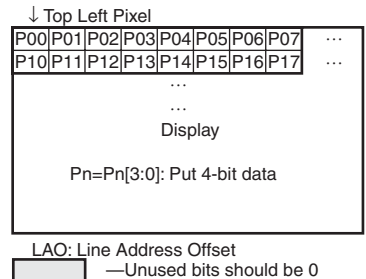 ↓ Top Left Pixel
P00 P01 P02 P03 P04 P05 P06 P07 …
P10 P11 P12 P13 P14 P15 P16 P17 …
…
…
Display
Pn=Pn[3:0]: Put 4-bit data
LAO: Line Address Offset
—Unused bits should be 0